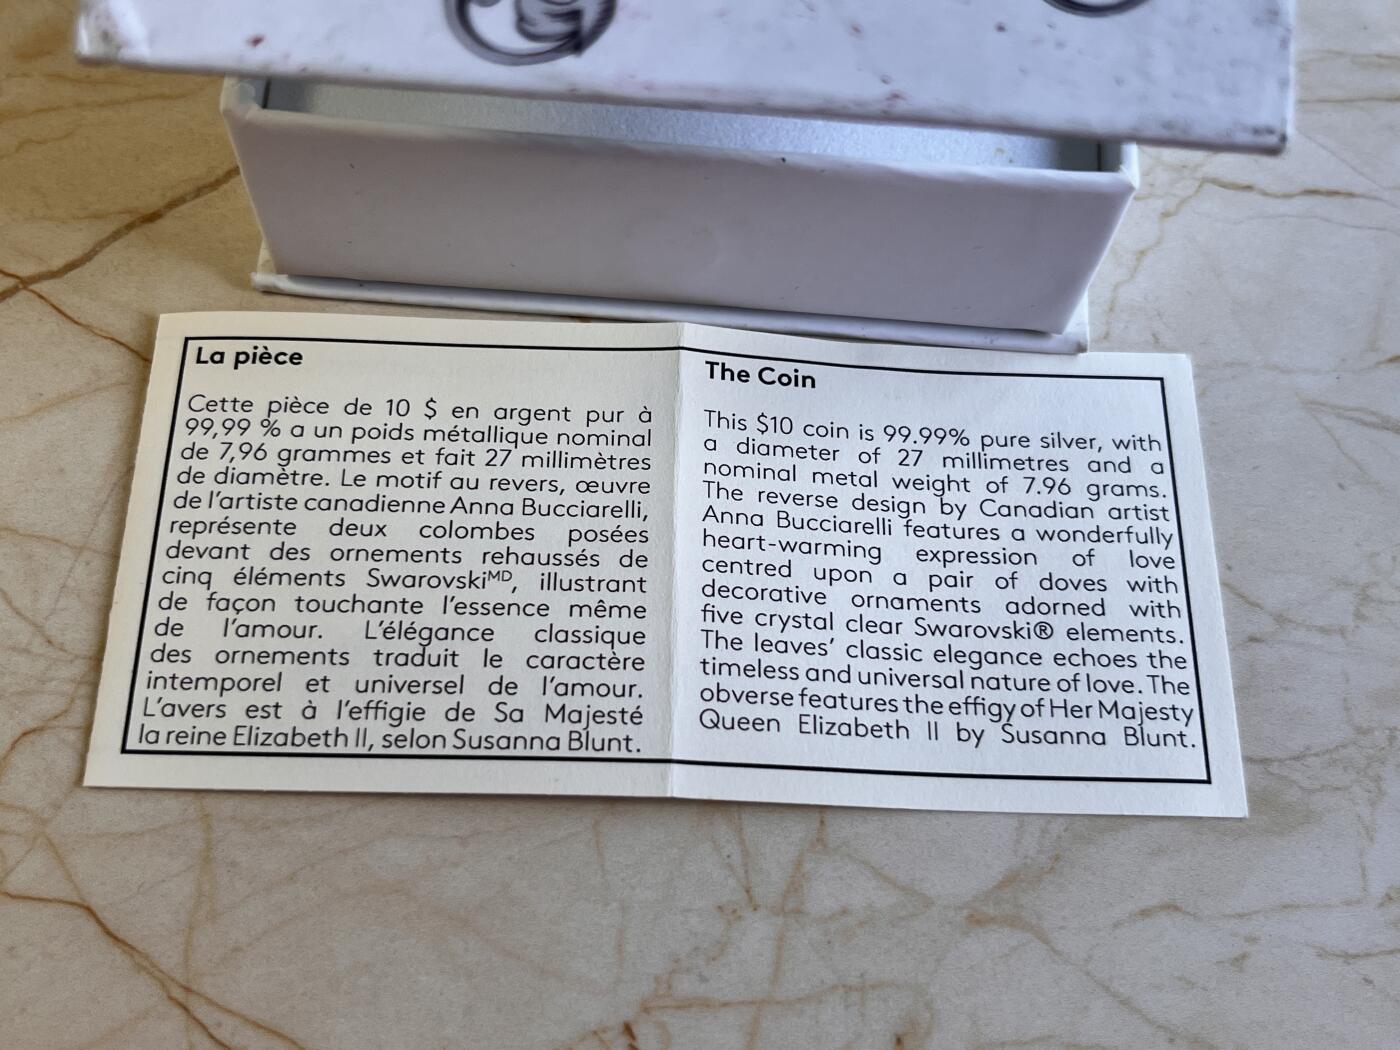 La pièce
Cette pièce de 10 $ en argent pur à
99,99 % a un poids métallique nominal
de 7,96 grammes et fait 27 millimètres
de diamètre. Le motif au revers, œuvre
de l'artiste canadienne Anna Bucciarelli,
représente deux colombes posées
devant des ornements rehaussés de
cinq éléments Swarovskiᴹᴰ, illustrant
de façon touchante l'essence même
de l'amour. L'élégance classique
des ornements traduit le caractère
intemporel et universel de l'amour.
L'avers est à l'effigie de Sa Majesté
la reine Elizabeth II, selon Susanna Blunt.
The Coin
This $10 coin is 99.99% pure silver, with
a diameter of 27 millimetres and a
nominal metal weight of 7.96 grams.
The reverse design by Canadian artist
Anna Bucciarelli features a wonderfully
heart-warming expression of love
centred upon a pair of doves with
decorative ornaments adorned with
five crystal clear Swarovski® elements.
The leaves' classic elegance echoes the
timeless and universal nature of love. The
obverse features the effigy of Her Majesty
Queen Elizabeth II by Susanna Blunt.